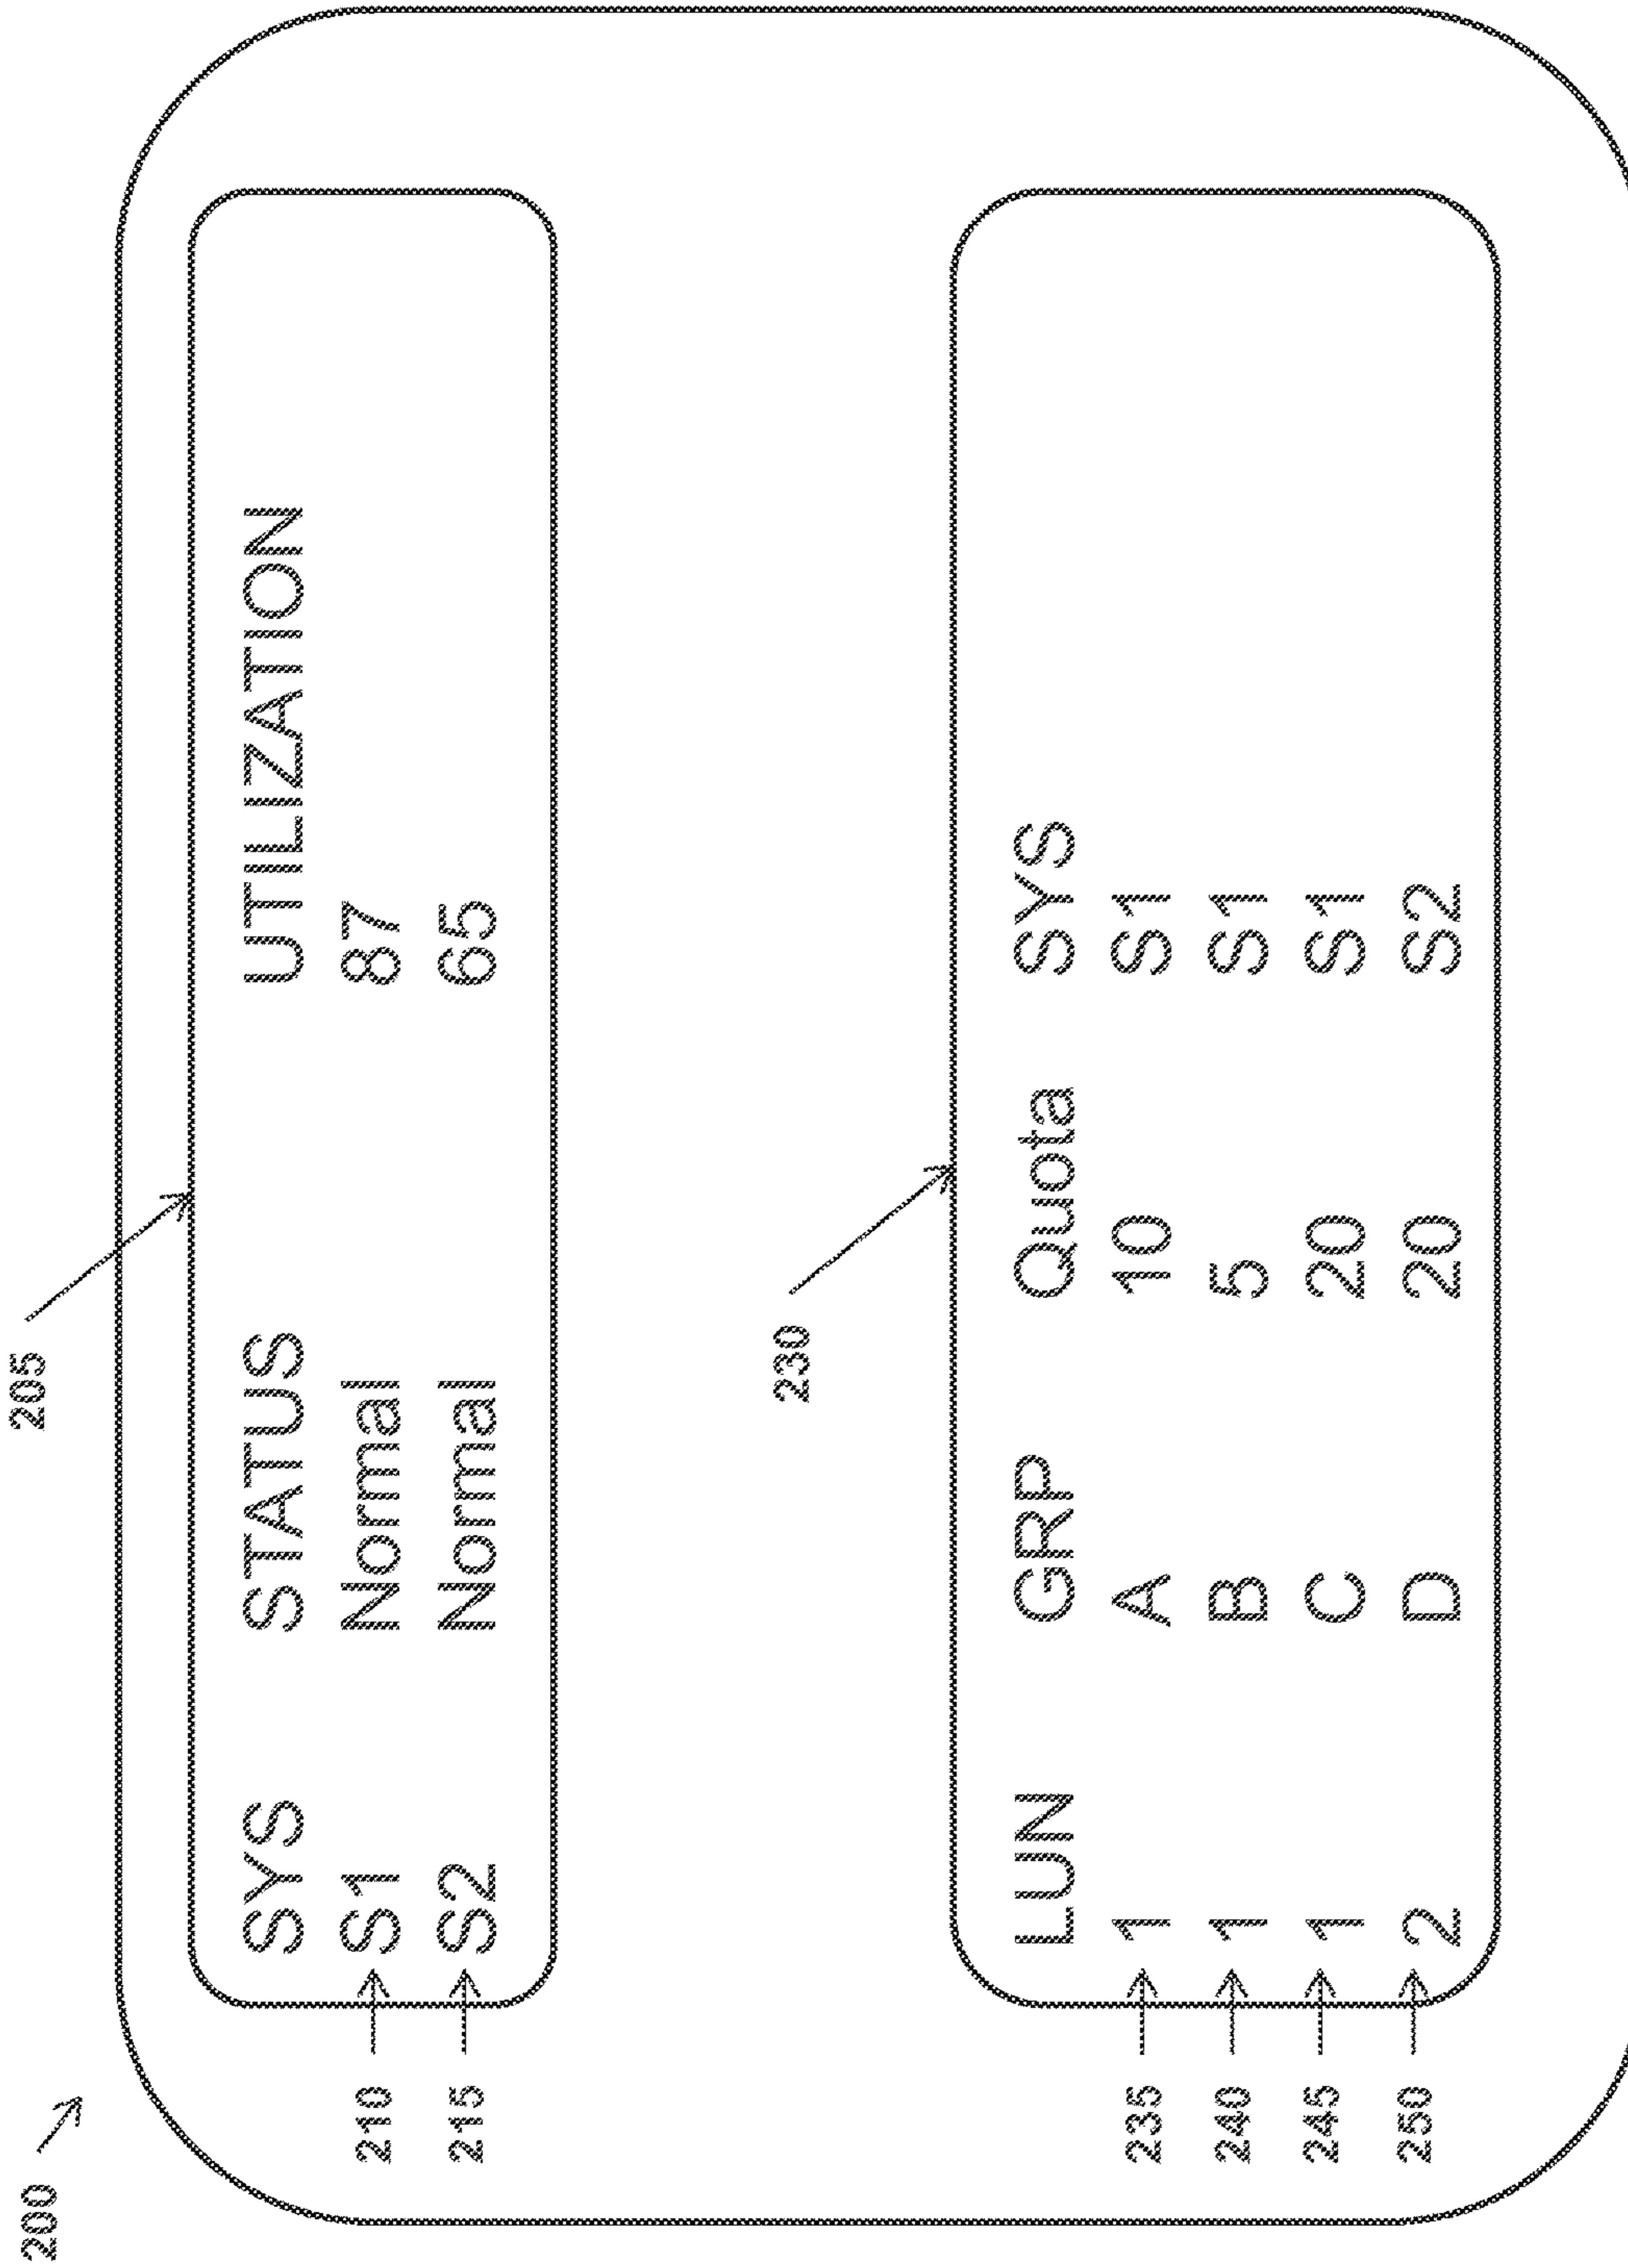 200
205
SYS STATUS UTILIZATION
210 S1 Normal 87
215 S2 Normal 65
230
LUN GRP Quota SYS
235 1 A 10 S1
240 1 B 5 S1
245 1 C 20 S1
250 2 D 20 S2